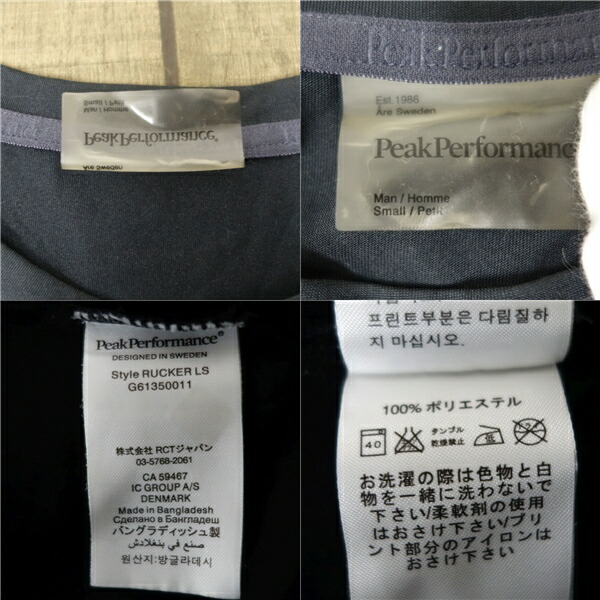 Small / Petit
Man / Homme
PeakPerformance®
Åre Sweden
PeakPerforman
Est.1986
Åre Sweden
PeakPerformanc
Man / Homme
Small / Petit
PeakPerformance®
DESIGNED IN SWEDEN
Style RUCKER LS
G61350011
株式会社 RCTジャパン
03-5768-2061
CA 59467
IC GROUP A/S
DENMARK
Made in Bangladesh
Сделано в Бангладеш
バングラディッシュ製
صنع في بنغلادش
원산지: 방글라데시
프린트부분은 다림질하
지 마십시오.
100% ポリエステル
40
タンブル
乾燥禁止
低
お洗濯の際は色物と白
物を一緒に洗わないで
下さい/柔軟剤の使用
はおさけ下さい/プリ
ント部分のアイロンは
おさけ下さい